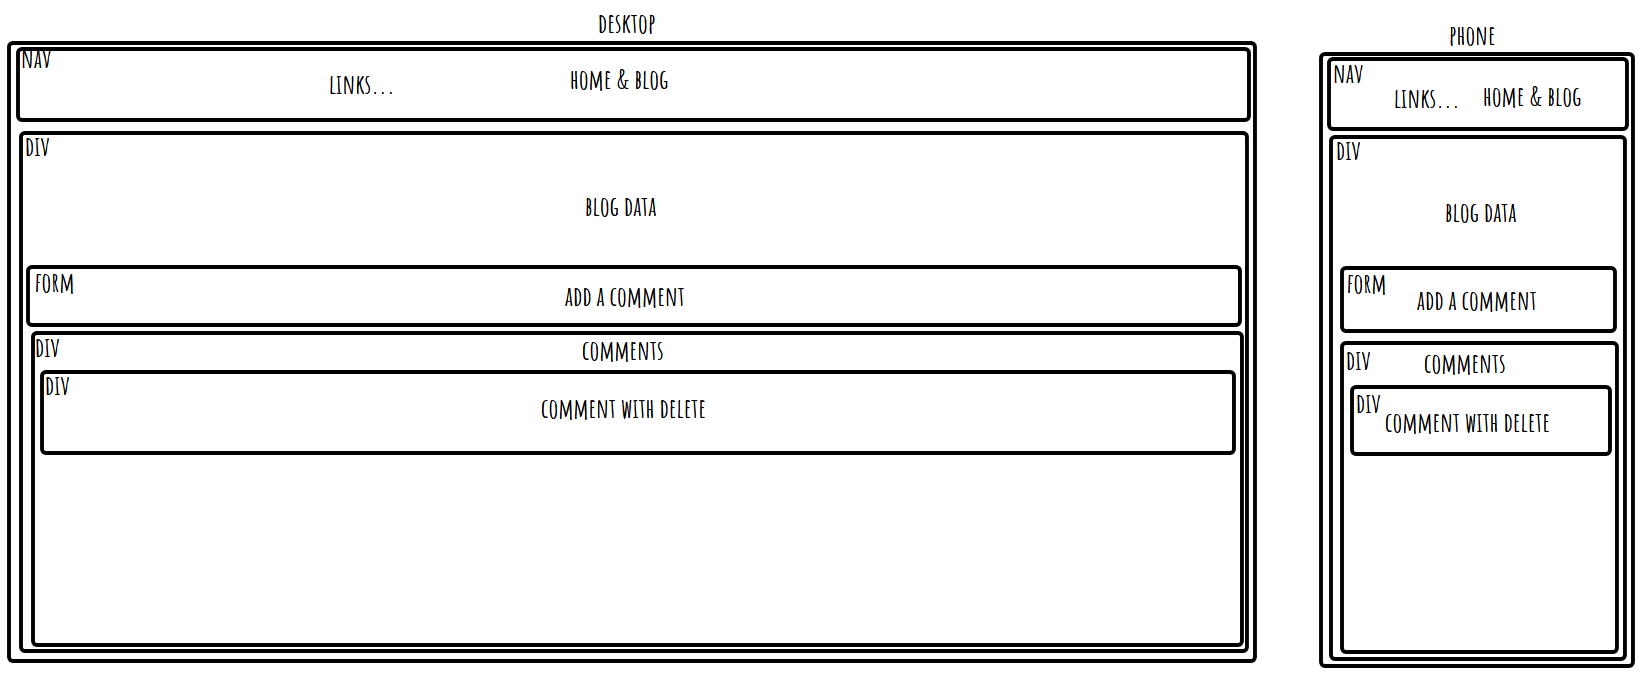 DESKTOP
NAV
LINKS...
HOME & BLOG
DIV
BLOG DATA
FORM
ADD A COMMENT
DIV
COMMENTS
DIV
COMMENT WITH DELETE
PHONE
NAV
LINKS...
HOME & BLOG
DIV
BLOG DATA
FORM
ADD A COMMENT
DIV
COMMENTS
DIV
COMMENT WITH DELETE